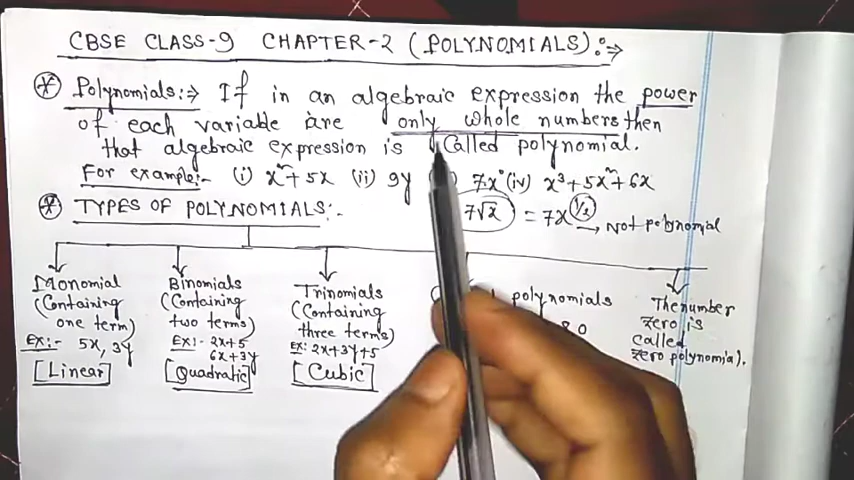 CBSE CLASS-9 CHAPTER-2 (POLYNOMIALS):⇒
Polynomials:⇒ If in an algebraic expression the power
of each variable are only whole numbers then
that algebraic expression is called polynomial.
For example:- (i) x² + 5x (ii) 9y 7x° (iv) x³ + 5x² + 6x
7√x = 7x^(1/2) → Not polynomial
TYPES OF POLYNOMIALS:-
Monomial
(Containing
one term)
Ex:- 5x, 3y
[Linear]
Binomials
(Containing
two terms)
Ex:- 2x+5
6x+3y
[Quadratic]
Trinomials
(Containing
three terms)
Ex:- 2x+3y+5
[Cubic]
polynomials
The number
zero is
called
zero polynomial).